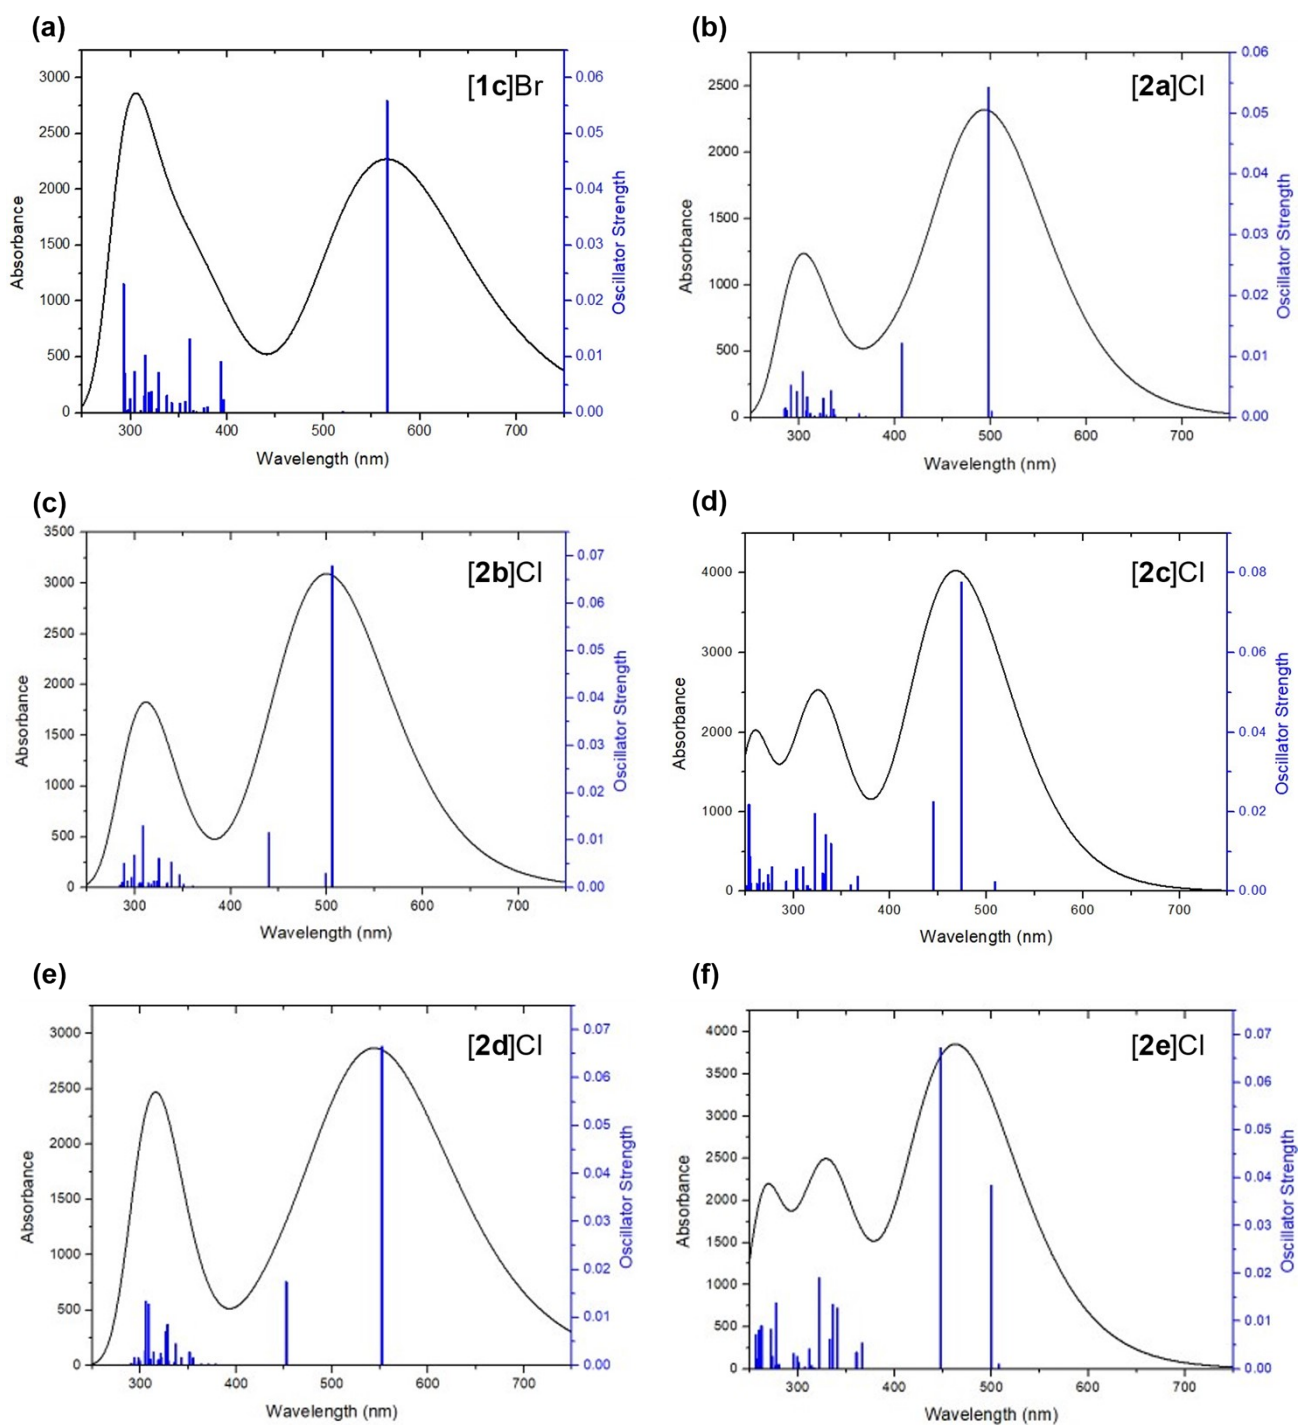 (a)
[1c]Br
3000
2500
2000
1500
1000
500
0
0.06
0.05
0.04
0.03
0.02
0.01
0.00
300 400 500 600 700
Absorbance
Oscillator Strength
Wavelength (nm)
(b)
[2a]Cl
2500
2000
1500
1000
500
0
0.06
0.05
0.04
0.03
0.02
0.01
0.00
300 400 500 600 700
Absorbance
Oscillator Strength
Wavelength (nm)
(c)
[2b]Cl
3500
3000
2500
2000
1500
1000
500
0
0.07
0.06
0.05
0.04
0.03
0.02
0.01
0.00
300 400 500 600 700
Absorbance
Oscillator Strength
Wavelength (nm)
(d)
[2c]Cl
4000
3000
2000
1000
0
0.08
0.06
0.04
0.02
0.00
300 400 500 600 700
Absorbance
Oscillator Strength
Wavelength (nm)
(e)
[2d]Cl
3000
2500
2000
1500
1000
500
0
0.07
0.06
0.05
0.04
0.03
0.02
0.01
0.00
300 400 500 600 700
Absorbance
Oscillator Strength
Wavelength (nm)
(f)
[2e]Cl
4000
3500
3000
2500
2000
1500
1000
500
0
0.07
0.06
0.05
0.04
0.03
0.02
0.01
0.00
300 400 500 600 700
Absorbance
Oscillator Strength
Wavelength (nm)